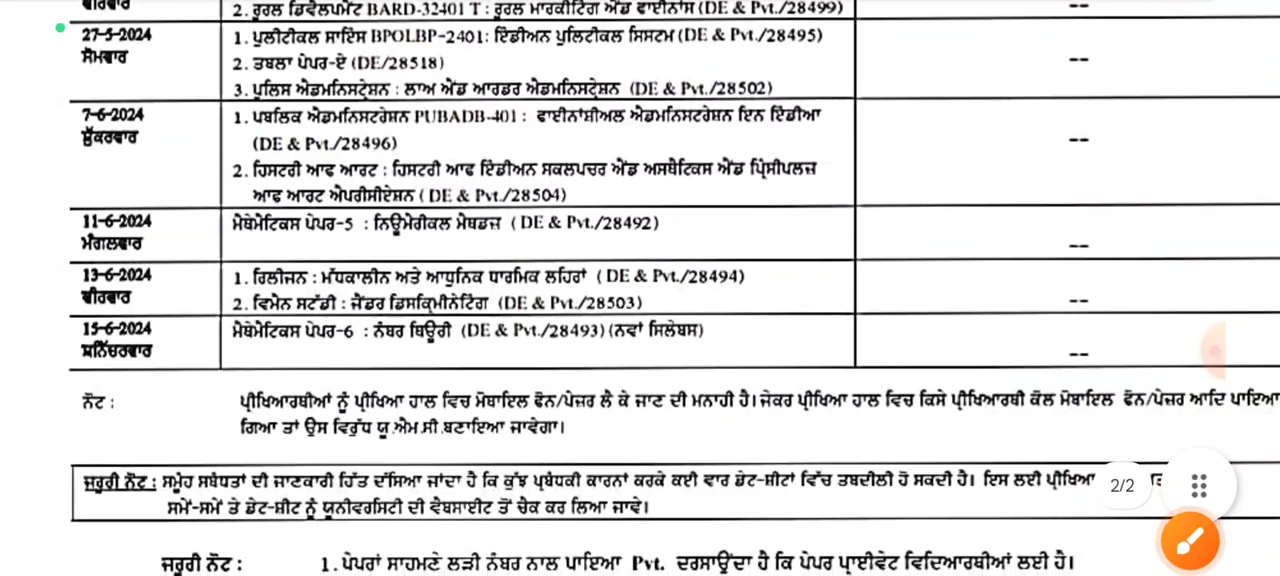 ਵੀਰਵਾਰ
2. ਰੂਰਲ ਡਿਵੈਲਪਮੈਂਟ BARD-32401 T : ਰੂਰਲ ਮਾਰਕੀਟਿੰਗ ਐਂਡ ਫਾਈਨਾਂਸ (DE & Pvt./28499)
--
27-5-2024
ਸੋਮਵਾਰ
1. ਪੁਲੀਟੀਕਲ ਸਾਇੰਸ BPOLBP-2401: ਇੰਡੀਅਨ ਪੁਲਿਟੀਕਲ ਸਿਸਟਮ (DE & Pvt./28495)
2. ਤਬਲਾ ਪੇਪਰ-ਏ (DE/28518)
3. ਪੁਲਿਸ ਐਡਮਨਿਸਟ੍ਰੇਸ਼ਨ : ਲਾਅ ਐਂਡ ਆਰਡਰ ਐਡਮਨਿਸਟ੍ਰੇਸ਼ਨ (DE & Pvt./28502)
--
7-6-2024
ਸ਼ੁੱਕਰਵਾਰ
1. ਪਬਲਿਕ ਐਡਮਨਿਸਟਰੇਸ਼ਨ PUBADB-401 : ਫਾਈਨਾਂਸ਼ੀਅਲ ਐਡਮਨਿਸਟਰੇਸ਼ਨ ਇਨ ਇੰਡੀਆ
(DE & Pvt./28496)
2. ਹਿਸਟਰੀ ਆਫ ਆਰਟ : ਹਿਸਟਰੀ ਆਫ ਇੰਡੀਅਨ ਸਕਲਪਚਰ ਐਂਡ ਅਸਥੈਟਿਕਸ ਐਂਡ ਪ੍ਰਿੰਸੀਪਲਜ਼
ਆਫ ਆਰਟ ਐਪਰੀਸੀਏਸ਼ਨ ( DE & Pvt./28504)
--
11-6-2024
ਮੰਗਲਵਾਰ
ਮੈਥੇਮੈਟਿਕਸ ਪੇਪਰ-5 : ਨਿਊਮੈਰੀਕਲ ਮੈਥਡਜ਼ ( DE & Pvt./28492)
--
13-6-2024
ਵੀਰਵਾਰ
1. ਰਿਲੀਜਨ : ਮੱਧਕਾਲੀਨ ਅਤੇ ਆਧੁਨਿਕ ਧਾਰਮਿਕ ਲਹਿਰਾਂ ( DE & Pvt./28494)
2. ਵਿਮੈਨ ਸਟੱਡੀ : ਜੈਂਡਰ ਡਿਸਕ੍ਰਿਮੀਨੇਟਿੰਗ (DE & Pvt./28503)
--
15-6-2024
ਸ਼ਨਿੱਚਰਵਾਰ
ਮੈਥੇਮੈਟਿਕਸ ਪੇਪਰ-6 : ਨੰਬਰ ਥਿਊਰੀ (DE & Pvt./28493) (ਨਵਾਂ ਸਿਲੇਬਸ)
--
ਨੋਟ : ਪ੍ਰੀਖਿਆਰਥੀਆਂ ਨੂੰ ਪ੍ਰੀਖਿਆ ਹਾਲ ਵਿਚ ਮੋਬਾਇਲ ਫੋਨ/ਪੇਜ਼ਰ ਲੈ ਕੇ ਜਾਣ ਦੀ ਮਨਾਹੀ ਹੈ। ਜੇਕਰ ਪ੍ਰੀਖਿਆ ਹਾਲ ਵਿਚ ਕਿਸੇ ਪ੍ਰੀਖਿਆਰਥੀ ਕੋਲ ਮੋਬਾਇਲ ਫੋਨ/ਪੇਜਰ ਆਦਿ ਪਾਇਆ
ਗਿਆ ਤਾਂ ਉਸ ਵਿਰੁੱਧ ਯੂ.ਐਮ.ਸੀ.ਬਣਾਇਆ ਜਾਵੇਗਾ।
ਜ਼ਰੂਰੀ ਨੋਟ : ਸਮੂਹ ਸਬੰਧਤਾਂ ਦੀ ਜਾਣਕਾਰੀ ਹਿੱਤ ਦੱਸਿਆ ਜਾਂਦਾ ਹੈ ਕਿ ਕੁੱਝ ਪ੍ਰਬੰਧਕੀ ਕਾਰਨਾਂ ਕਰਕੇ ਕਈ ਵਾਰ ਡੇਟ-ਸ਼ੀਟਾਂ ਵਿੱਚ ਤਬਦੀਲੀ ਹੋ ਸਕਦੀ ਹੈ। ਇਸ ਲਈ
2/2
ਸਮੇਂ-ਸਮੇਂ ਤੇ ਡੇਟ-ਸ਼ੀਟ ਨੂੰ ਯੂਨੀਵਰਸਿਟੀ ਦੀ ਵੈਬਸਾਈਟ ਤੋਂ ਚੈਕ ਕਰ ਲਿਆ ਜਾਵੇ।
ਜ਼ਰੂਰੀ ਨੋਟ : 1. ਪੇਪਰਾਂ ਸਾਹਮਣੇ ਲੜੀ ਨੰਬਰ ਨਾਲ ਪਾਇਆ Pvt. ਦਰਸਾਉਂਦਾ ਹੈ ਕਿ ਪੇਪਰ ਪ੍ਰਾਈਵੇਟ ਵਿਦਿਆਰਥੀਆਂ ਲਈ ਹੈ।